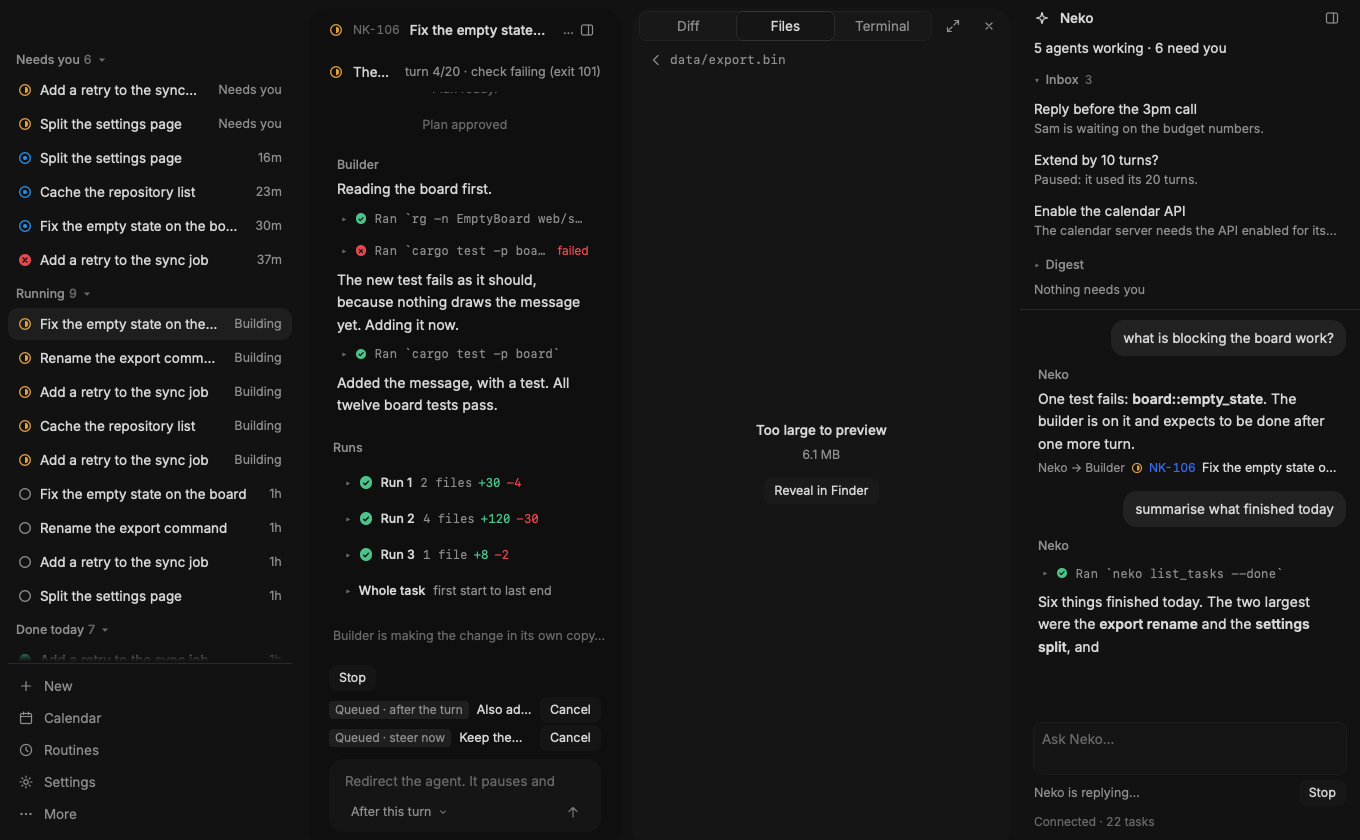 Needs you 6
Add a retry to the sync... Needs you
Split the settings page Needs you
Split the settings page 16m
Cache the repository list 23m
Fix the empty state on the bo... 30m
Add a retry to the sync job 37m
Running 9
Fix the empty state on the... Building
Rename the export comm... Building
Add a retry to the sync job Building
Cache the repository list Building
Add a retry to the sync job Building
Fix the empty state on the board 1h
Rename the export command 1h
Add a retry to the sync job 1h
Split the settings page 1h
Done today 7
Add a retry to the sync job 1h
New
Calendar
Routines
Settings
More
NK-106 Fix the empty state... ...
The... turn 4/20 · check failing (exit 101)
Plan ready.
Plan approved
Builder
Reading the board first.
Ran `rg -n EmptyBoard web/s...
Ran `cargo test -p boa... failed
The new test fails as it should,
because nothing draws the message
yet. Adding it now.
Ran `cargo test -p board`
Added the message, with a test. All
twelve board tests pass.
Runs
Run 1 2 files +30 −4
Run 2 4 files +120 −30
Run 3 1 file +8 −2
Whole task first start to last end
Builder is making the change in its own copy...
Stop
Queued · after the turn Also ad... Cancel
Queued · steer now Keep the... Cancel
Redirect the agent. It pauses and
After this turn
Diff Files Terminal
data/export.bin
Too large to preview
6.1 MB
Reveal in Finder
Neko
5 agents working · 6 need you
Inbox 3
Reply before the 3pm call
Sam is waiting on the budget numbers.
Extend by 10 turns?
Paused: it used its 20 turns.
Enable the calendar API
The calendar server needs the API enabled for its...
Digest
Nothing needs you
what is blocking the board work?
Neko
One test fails: board::empty_state. The
builder is on it and expects to be done after
one more turn.
Neko → Builder NK-106 Fix the empty state o...
summarise what finished today
Neko
Ran `neko list_tasks --done`
Six things finished today. The two largest
were the export rename and the settings
split, and
Ask Neko...
Neko is replying... Stop
Connected · 22 tasks